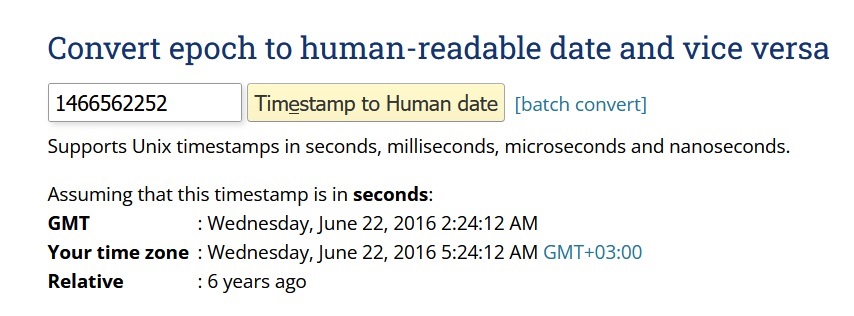 Convert epoch to human-readable date and vice versa
1466562252 Timestamp to Human date [batch convert]
Supports Unix timestamps in seconds, milliseconds, microseconds and nanoseconds.
Assuming that this timestamp is in seconds:
GMT : Wednesday, June 22, 2016 2:24:12 AM
Your time zone : Wednesday, June 22, 2016 5:24:12 AM GMT+03:00
Relative : 6 years ago